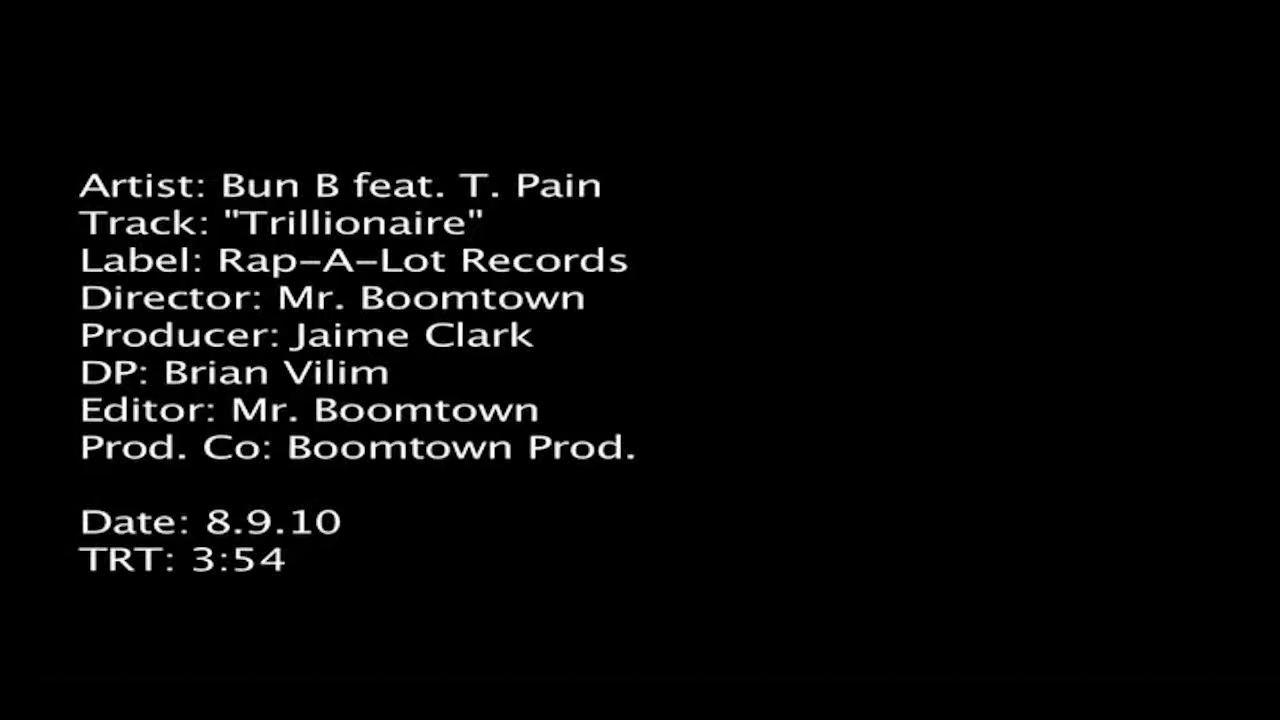 Artist: Bun B feat. T. Pain
Track: "Trillionaire"
Label: Rap-A-Lot Records
Director: Mr. Boomtown
Producer: Jaime Clark
DP: Brian Vilim
Editor: Mr. Boomtown
Prod. Co: Boomtown Prod.
Date: 8.9.10
TRT: 3:54